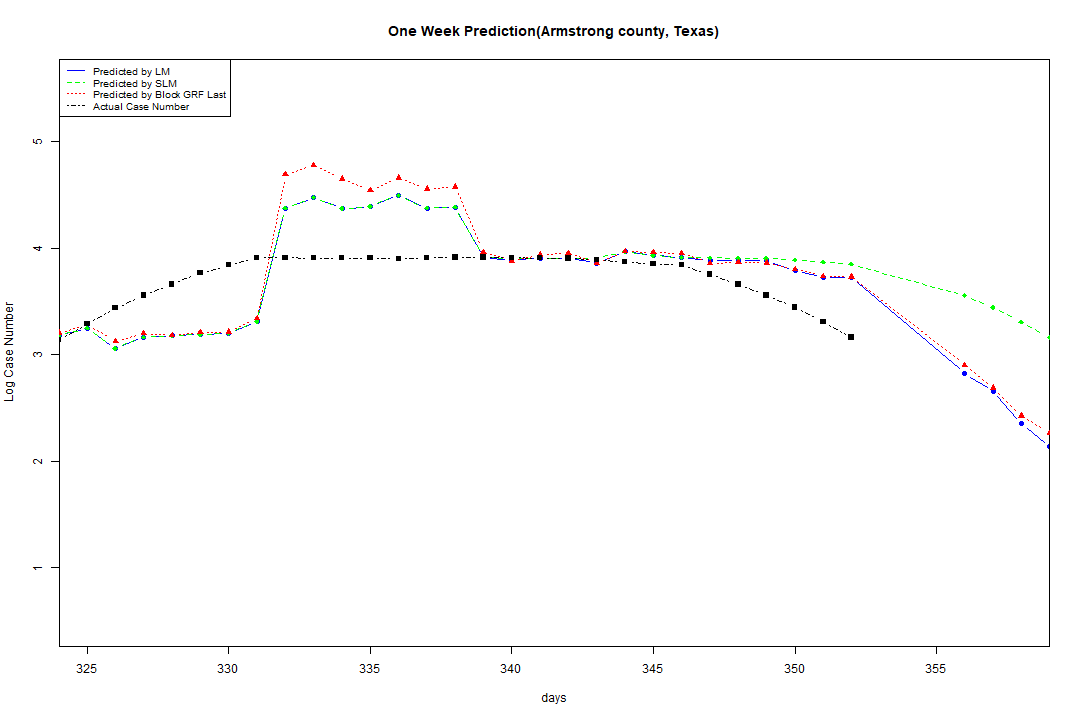 One Week Prediction(Armstrong county, Texas)
Predicted by LM
Predicted by SLM
Predicted by Block GRF Last
Actual Case Number
5
4
3
2
1
Log Case Number
325 330 335 340 345 350 355
days